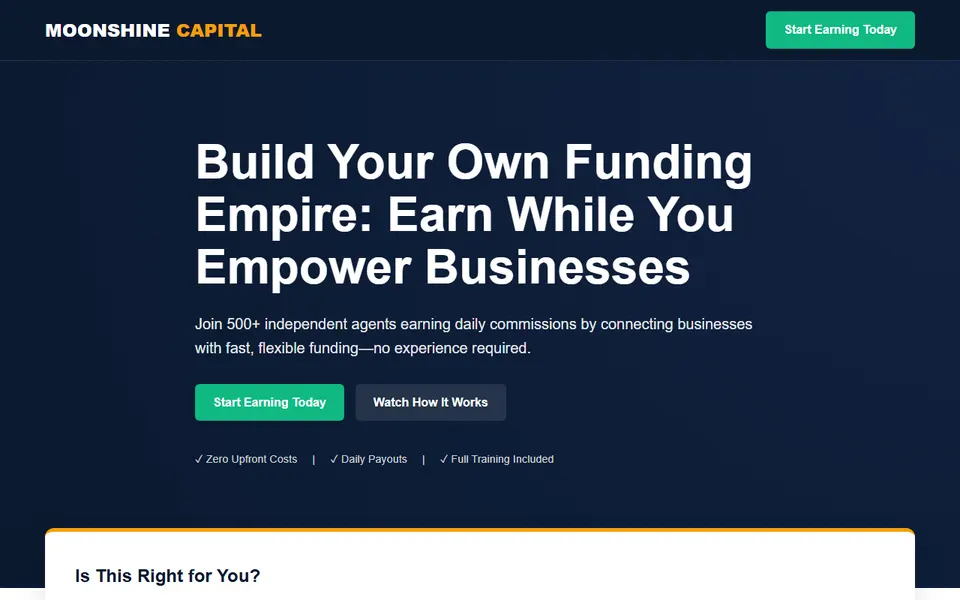 MOONSHINE CAPITAL
Start Earning Today
Build Your Own Funding
Empire: Earn While You
Empower Businesses
Join 500+ independent agents earning daily commissions by connecting businesses
with fast, flexible funding—no experience required.
Start Earning Today
Watch How It Works
✓ Zero Upfront Costs | ✓ Daily Payouts | ✓ Full Training Included
Is This Right for You?